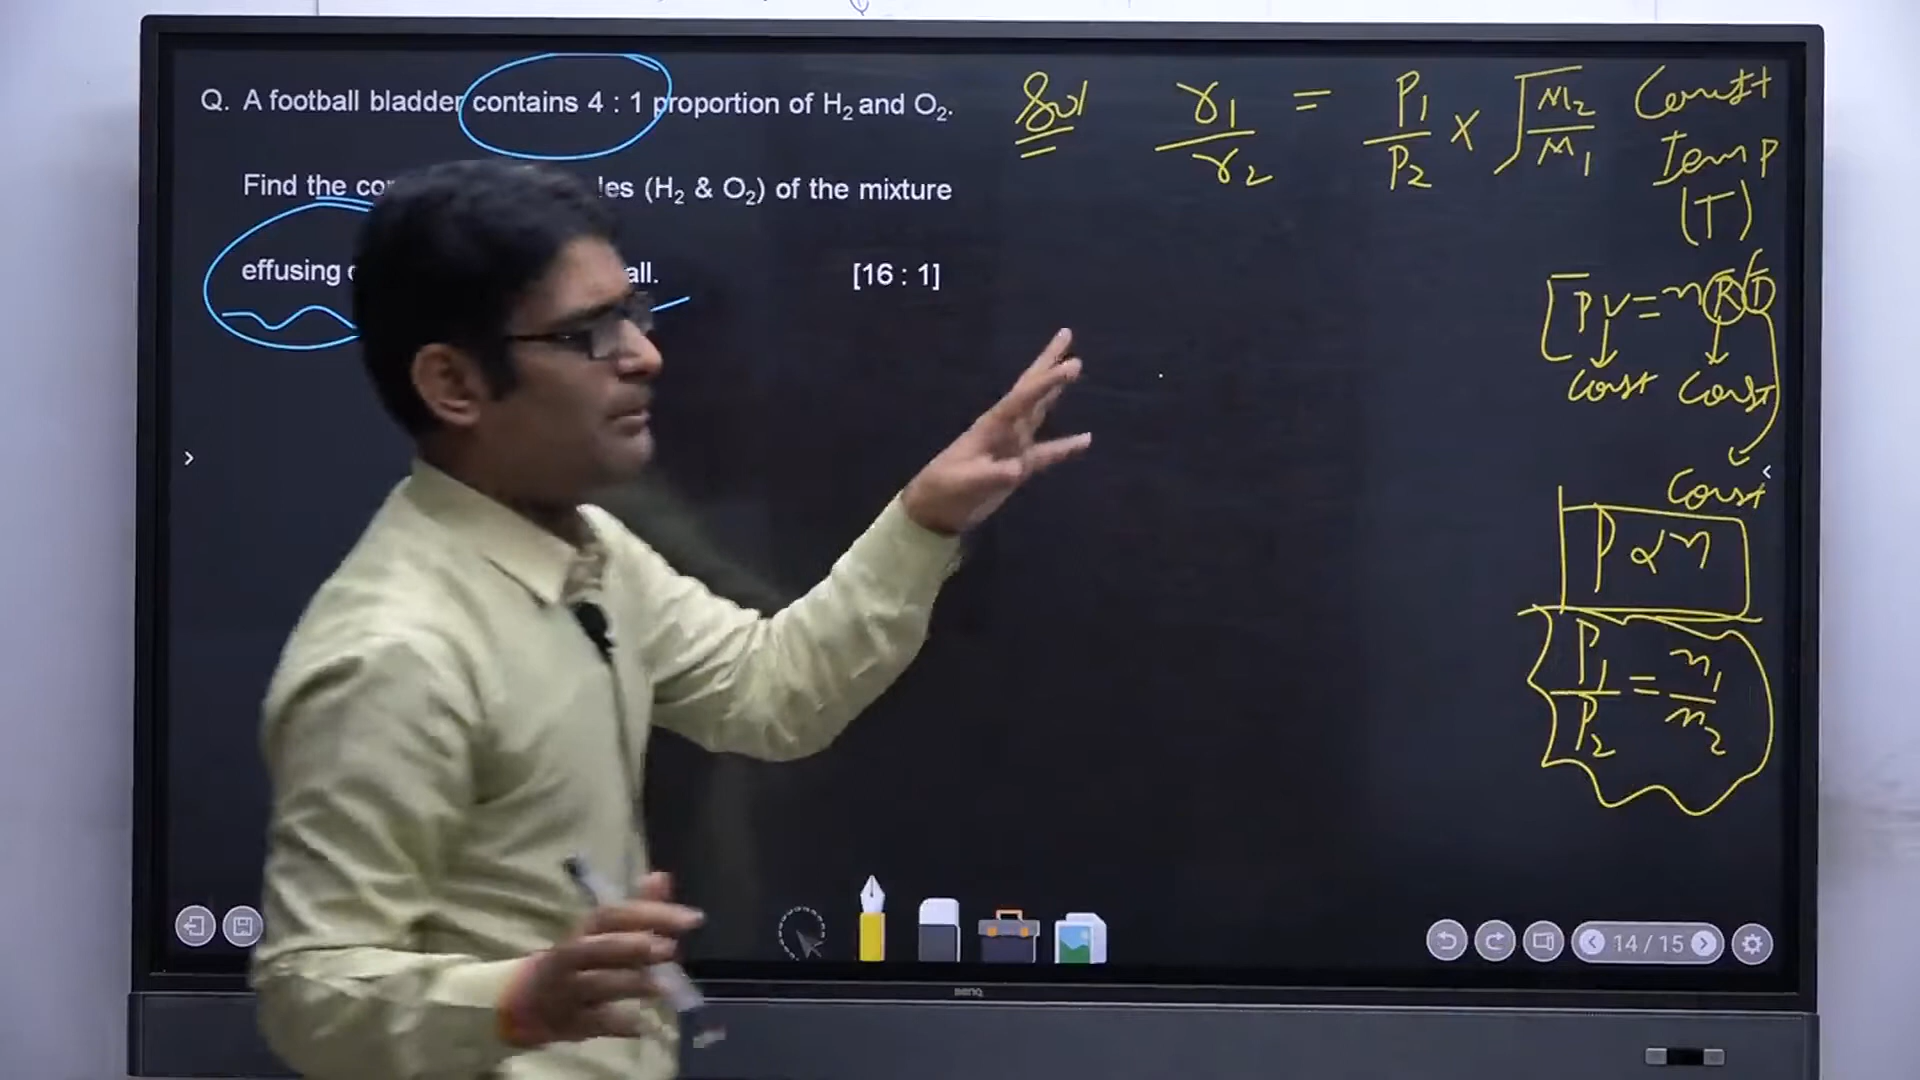 Q. A football bladder contains 4 : 1 proportion of H₂ and O₂.
Find the les (H₂ & O₂) of the mixture
effusing all. [16 : 1]
Sol r₁/r₂ = P₁/P₂ × √(M₂/M₁)
Const
Temp
(T)
PV = nRT
Const Const
Const
P ∝ n
P₁/P₂ = n₁/n₂
14 / 15
BENQ